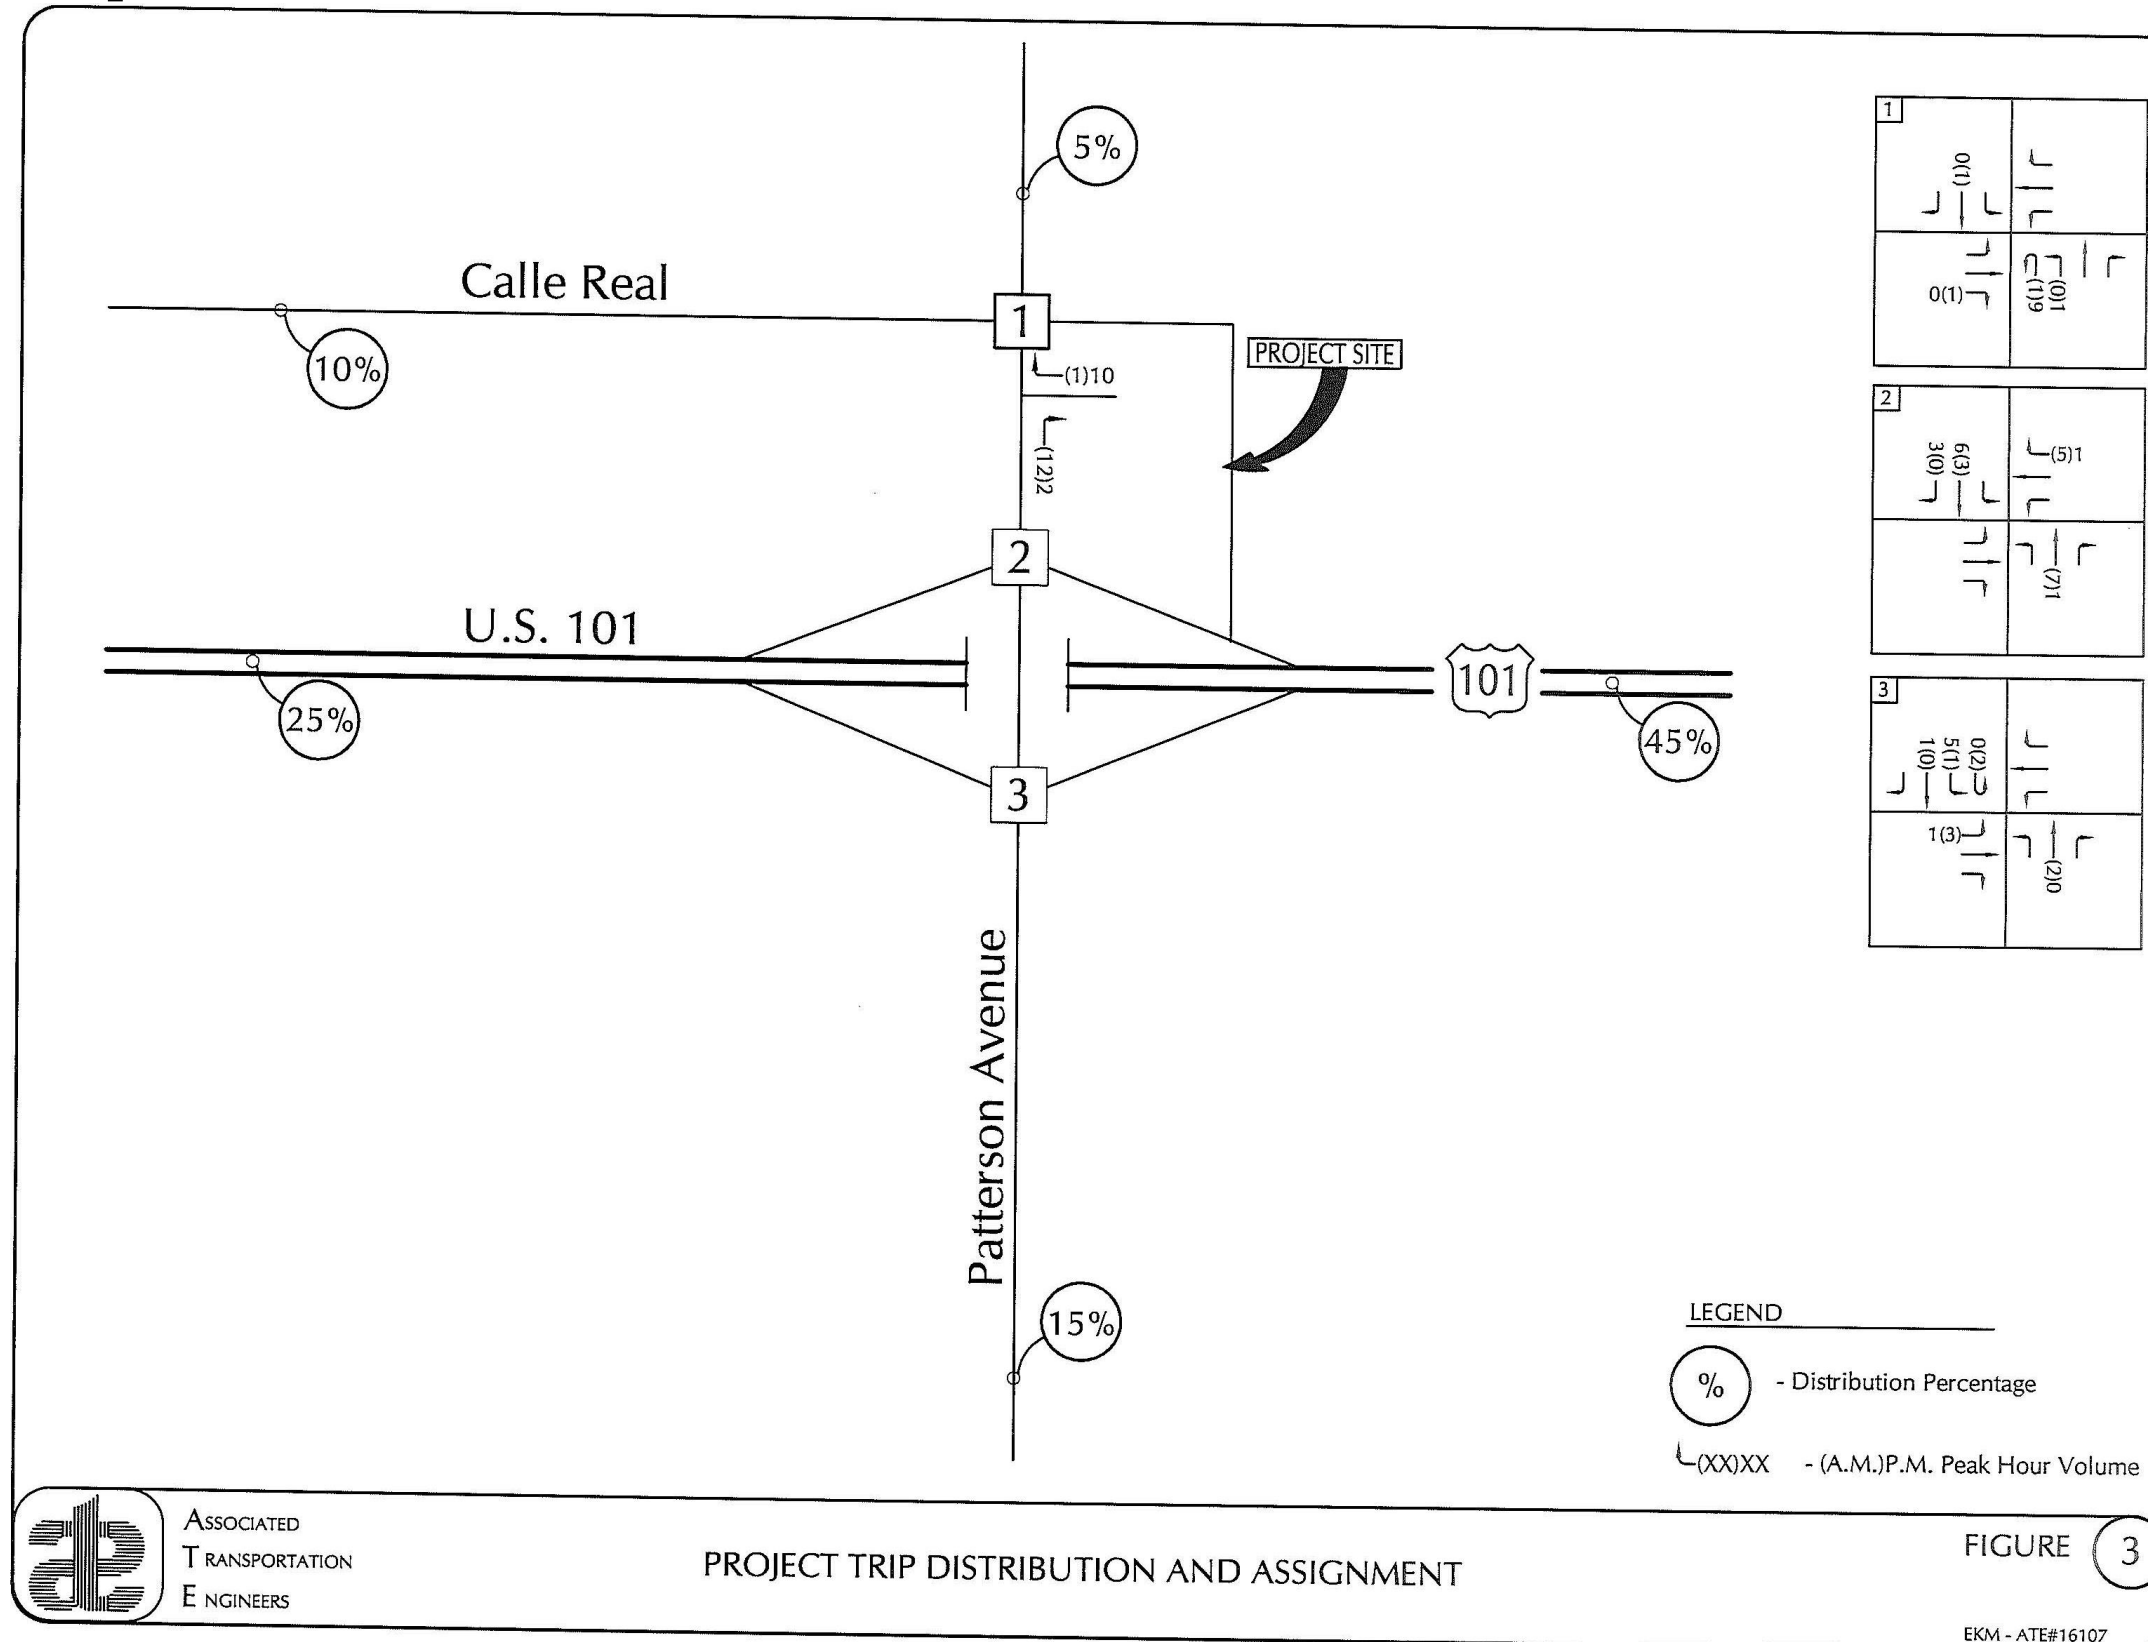 5%
Calle Real
10%
1
(1)10
PROJECT SITE
(12)2
2
U.S. 101
25%
101
45%
3
Patterson Avenue
15%
1
0(1)
0(1)
(1)9
(0)1
2
3(0)
6(3)
(5)1
(7)1
3
1(0)
5(1)
0(2)
1(3)
(2)0
LEGEND
% - Distribution Percentage
(XX)XX - (A.M.)P.M. Peak Hour Volume
ASSOCIATED
TRANSPORTATION
ENGINEERS
PROJECT TRIP DISTRIBUTION AND ASSIGNMENT
FIGURE 3
EKM - ATE#16107